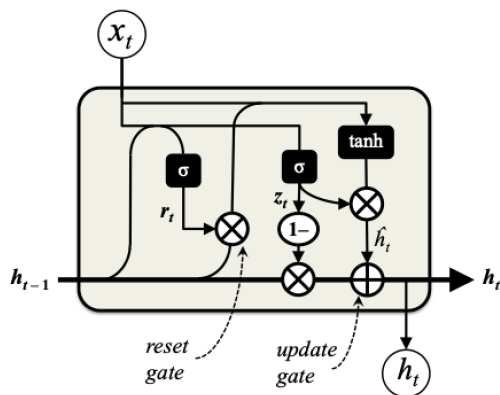 x_t
tanh
σ
σ
r_t
z_t
1–
ĥ_t
h_{t−1}
h_t
reset
gate
update
gate
h_t